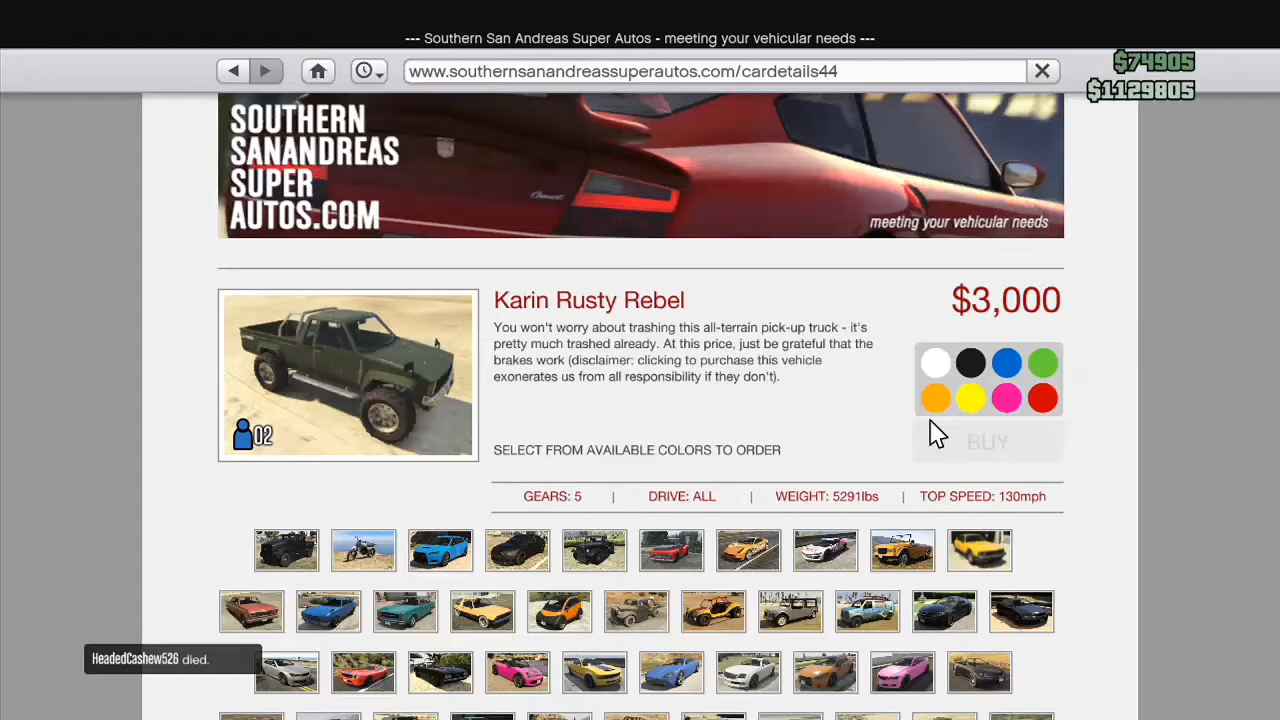 --- Southern San Andreas Super Autos - meeting your vehicular needs ---
www.southernsanandreassuperautos.com/cardetails44
$74905
$1129805
SOUTHERN
SANANDREAS
SUPER
AUTOS.COM
meeting your vehicular needs
Karin Rusty Rebel
$3,000
You won't worry about trashing this all-terrain pick-up truck - it's
pretty much trashed already. At this price, just be grateful that the
brakes work (disclaimer: clicking to purchase this vehicle
exonerates us from all responsibility if they don't).
02
SELECT FROM AVAILABLE COLORS TO ORDER
BUY
GEARS: 5 | DRIVE: ALL | WEIGHT: 5291lbs | TOP SPEED: 130mph
HeadedCashew526 died.